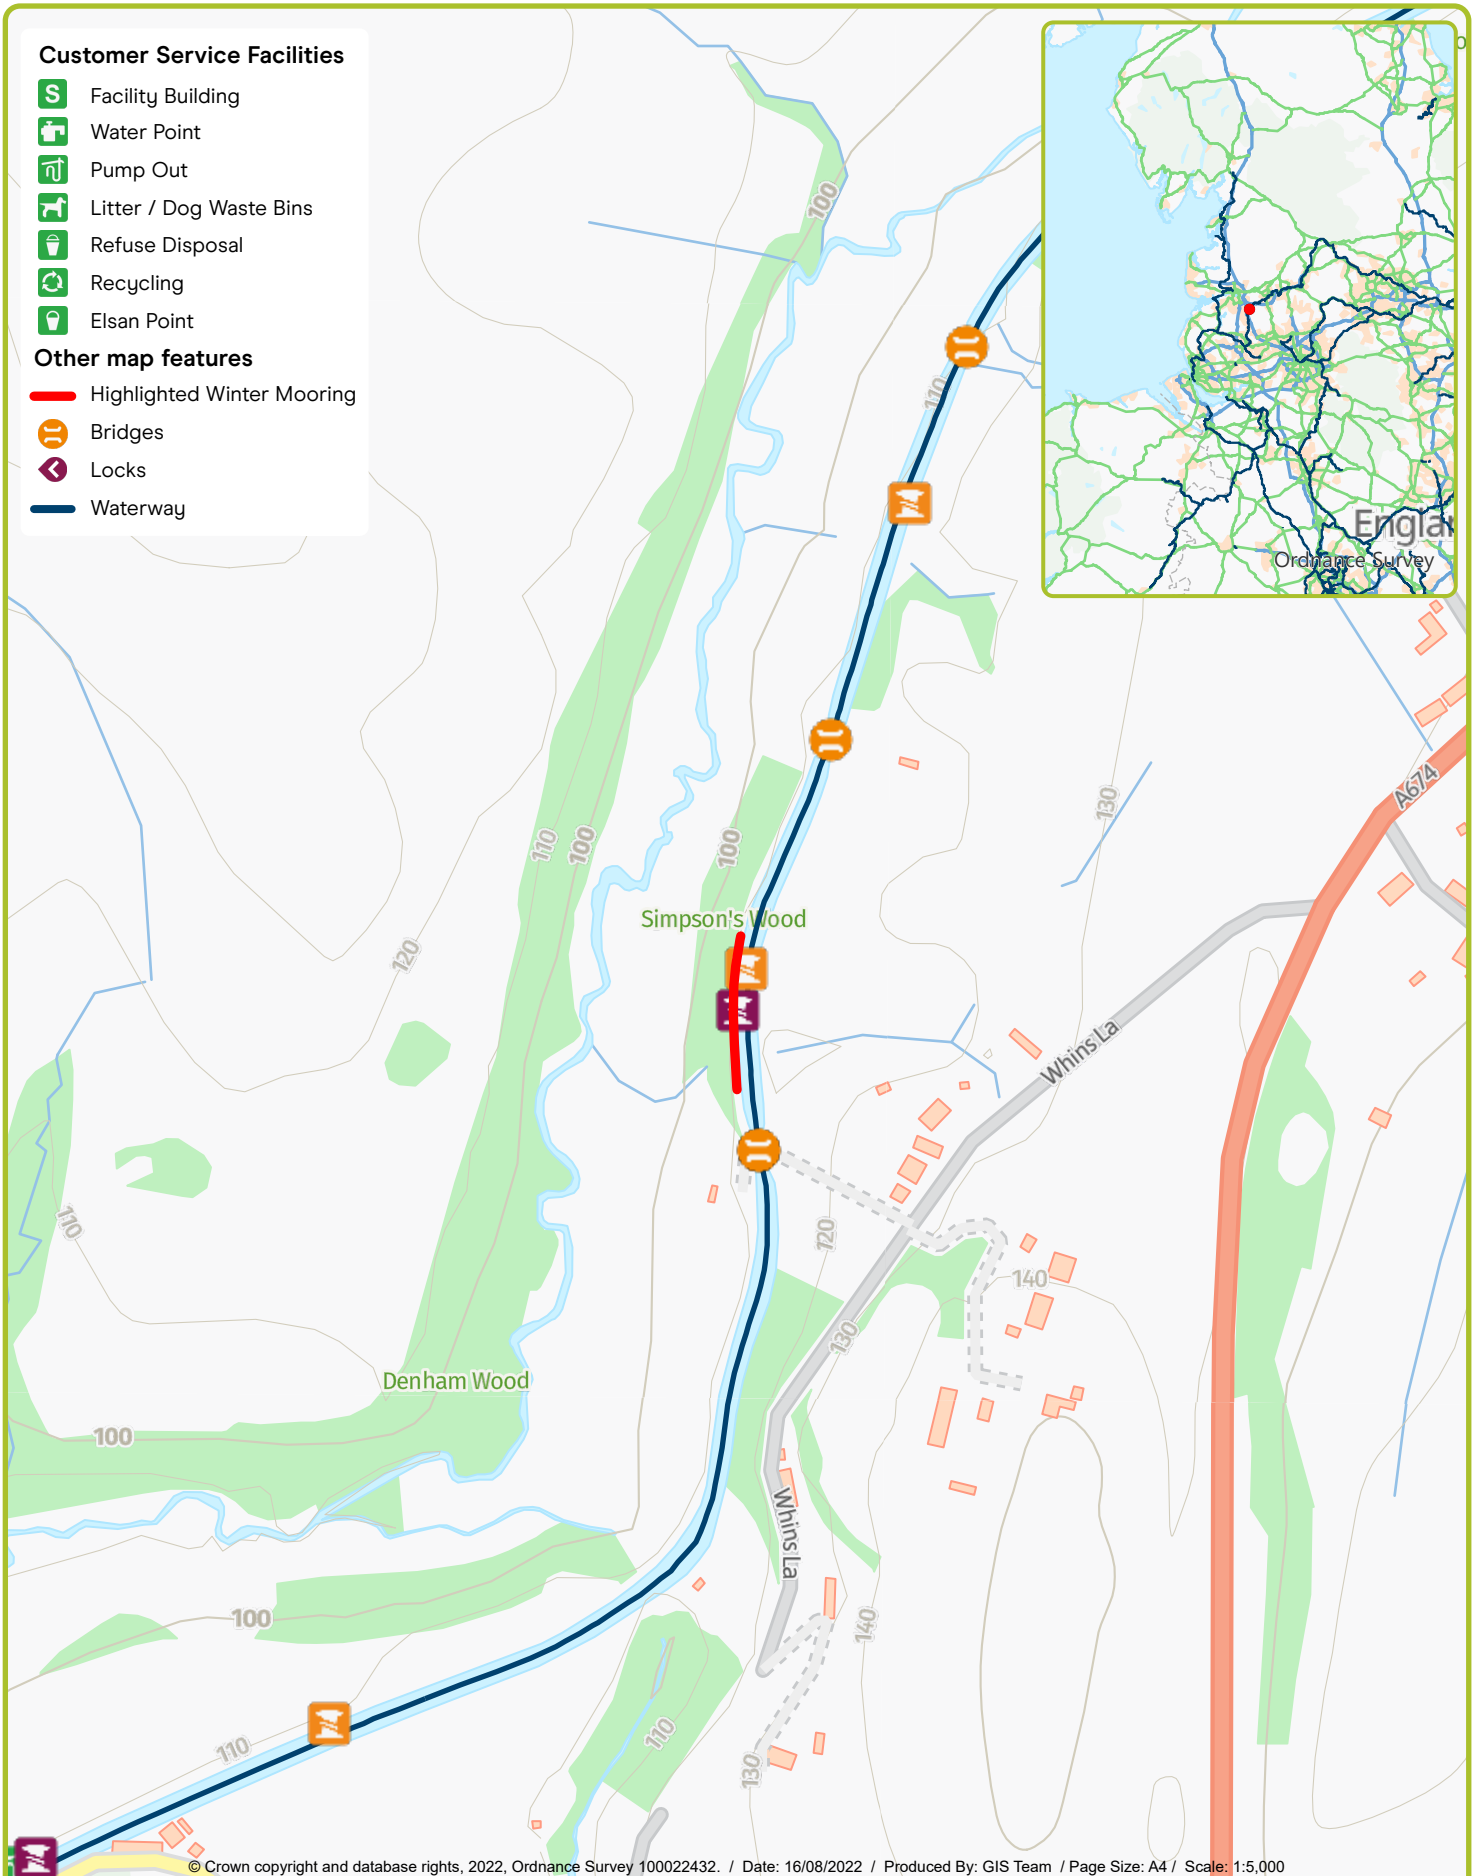 Customer Service Facilities
S Facility Building
Water Point
Pump Out
Litter / Dog Waste Bins
Refuse Disposal
Recycling
Elsan Point
Other map features
Highlighted Winter Mooring
Bridges
Locks
Waterway
Englan
Ordnance Survey
100
110
A674
130
110
100
100
Simpson's Wood
120
Whins La
110
120
140
130
Denham Wood
100
Whins La
100
140
110
110
130
© Crown copyright and database rights, 2022, Ordnance Survey 100022432. / Date: 16/08/2022 / Produced By: GIS Team / Page Size: A4 / Scale: 1:5,000